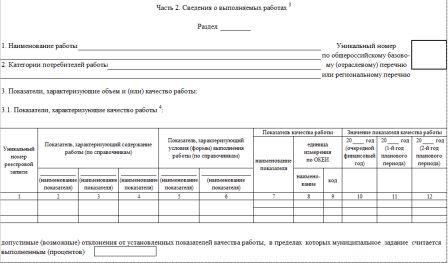 Часть 2. Сведения о выполняемых работах 3
Раздел ________
1. Наименование работы
Уникальный номер
по общероссийскому базово-
2. Категории потребителей работы
му (отраслевому) перечню
или региональному перечню
3. Показатели, характеризующие объем и (или) качество работы:
3.1. Показатели, характеризующие качество работы 4:
Уникальный номер реестровой записи
Показатель, характеризующий содержание работы (по справочникам)
Показатель, характеризующий условия (формы) выполнения работы (по справочникам)
Показатель качества работы
Значение показателя качества работы
наименование показателя
единица измерения по ОКЕИ
20____ год (очередной финансовый год)
20____ год (1-й год планового периода)
20____ год (2-й год планового периода)
(наименование показателя)
(наименование показателя)
(наименование показателя)
(наименование показателя)
(наименование показателя)
наимено-вание
код
1 2 3 4 5 6 7 8 9 10 11 12
допустимые (возможные) отклонения от установленных показателей качества работы, в пределах которых муниципальное задание считается
выполненным (процентов)